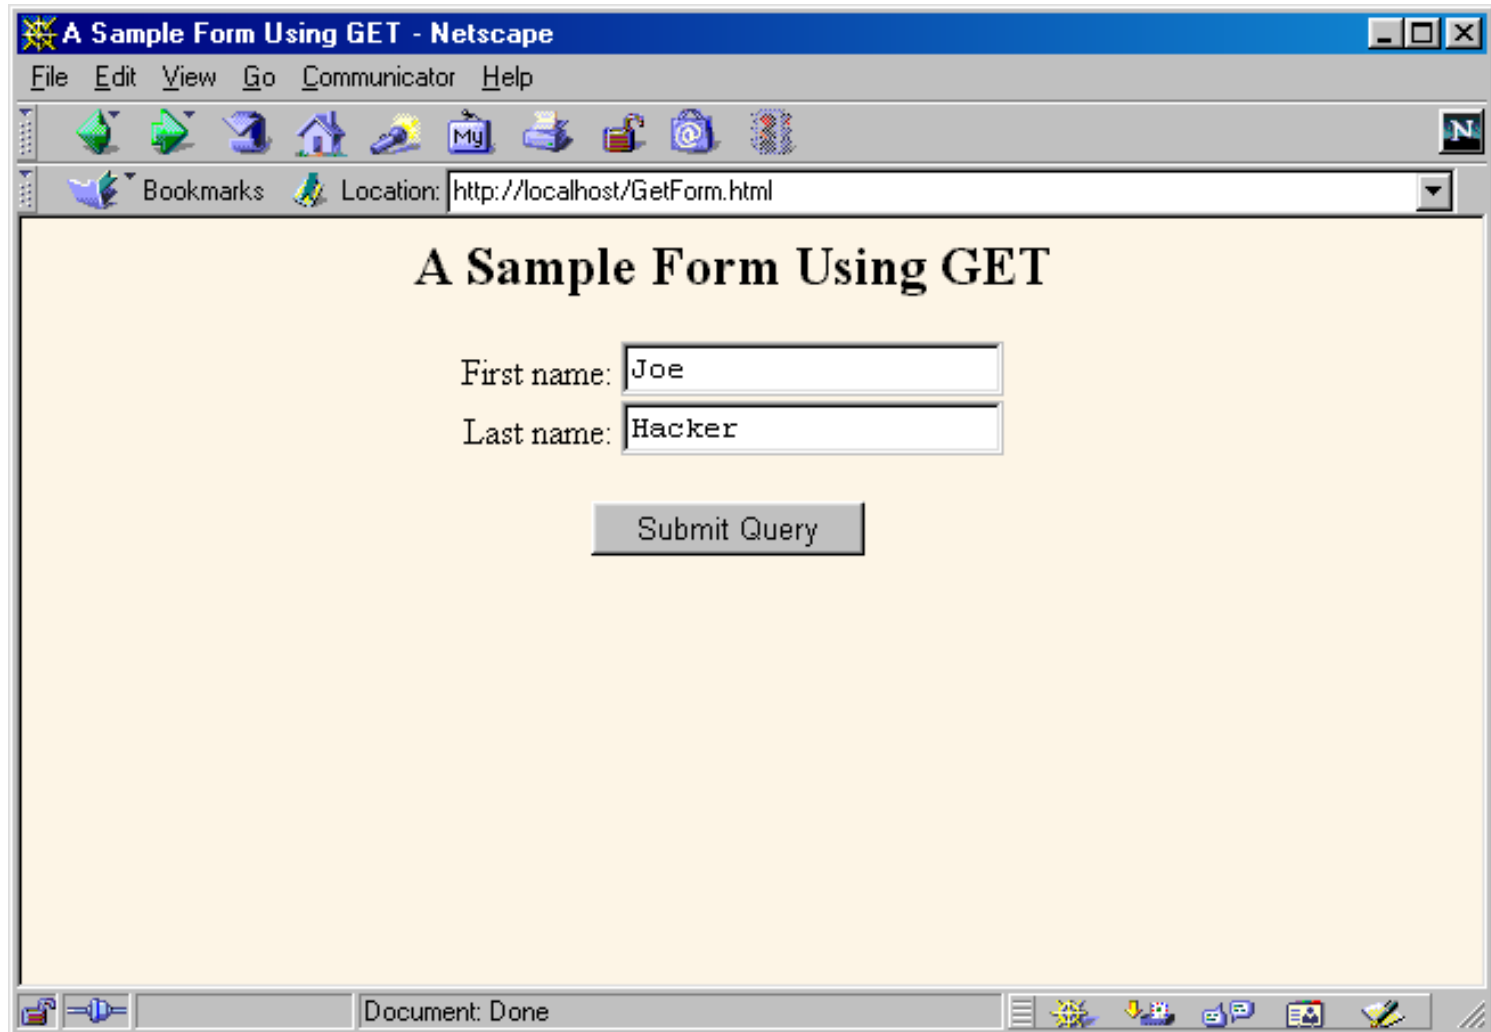 A Sample Form Using GET - Netscape
File Edit View Go Communicator Help
My N
Bookmarks Location: http://localhost/GetForm.html
A Sample Form Using GET
First name: Joe
Last name: Hacker
Submit Query
Document: Done